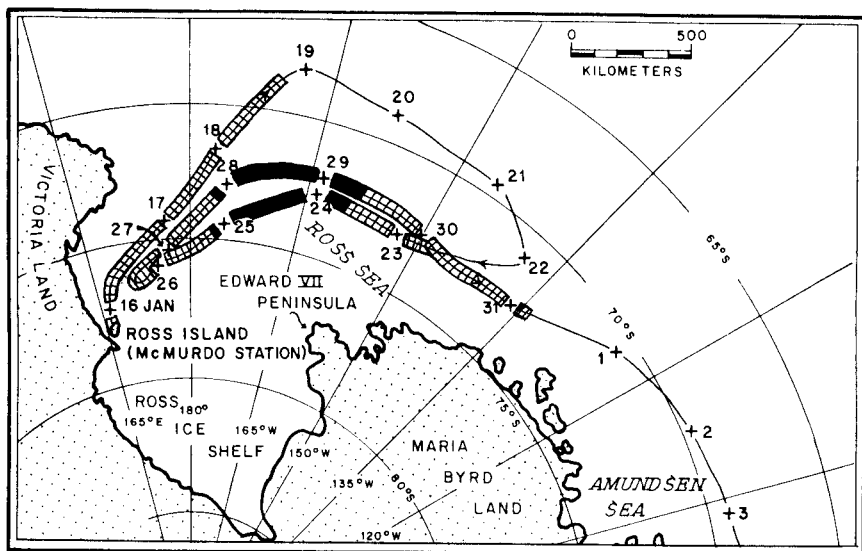 0 500
KILOMETERS
19
20
18
21
17
28
29
27
24
30
25
23
22
26
16 JAN
31
1
2
3
VICTORIA LAND
ROSS SEA
EDWARD VII
PENINSULA
ROSS ISLAND
(McMURDO STATION)
65°S
70°S
75°S
80°S
ROSS 180°
165°E ICE
165°W
SHELF
150°W
135°W
120°W
MARIA
BYRD
LAND
AMUNDSEN
SEA